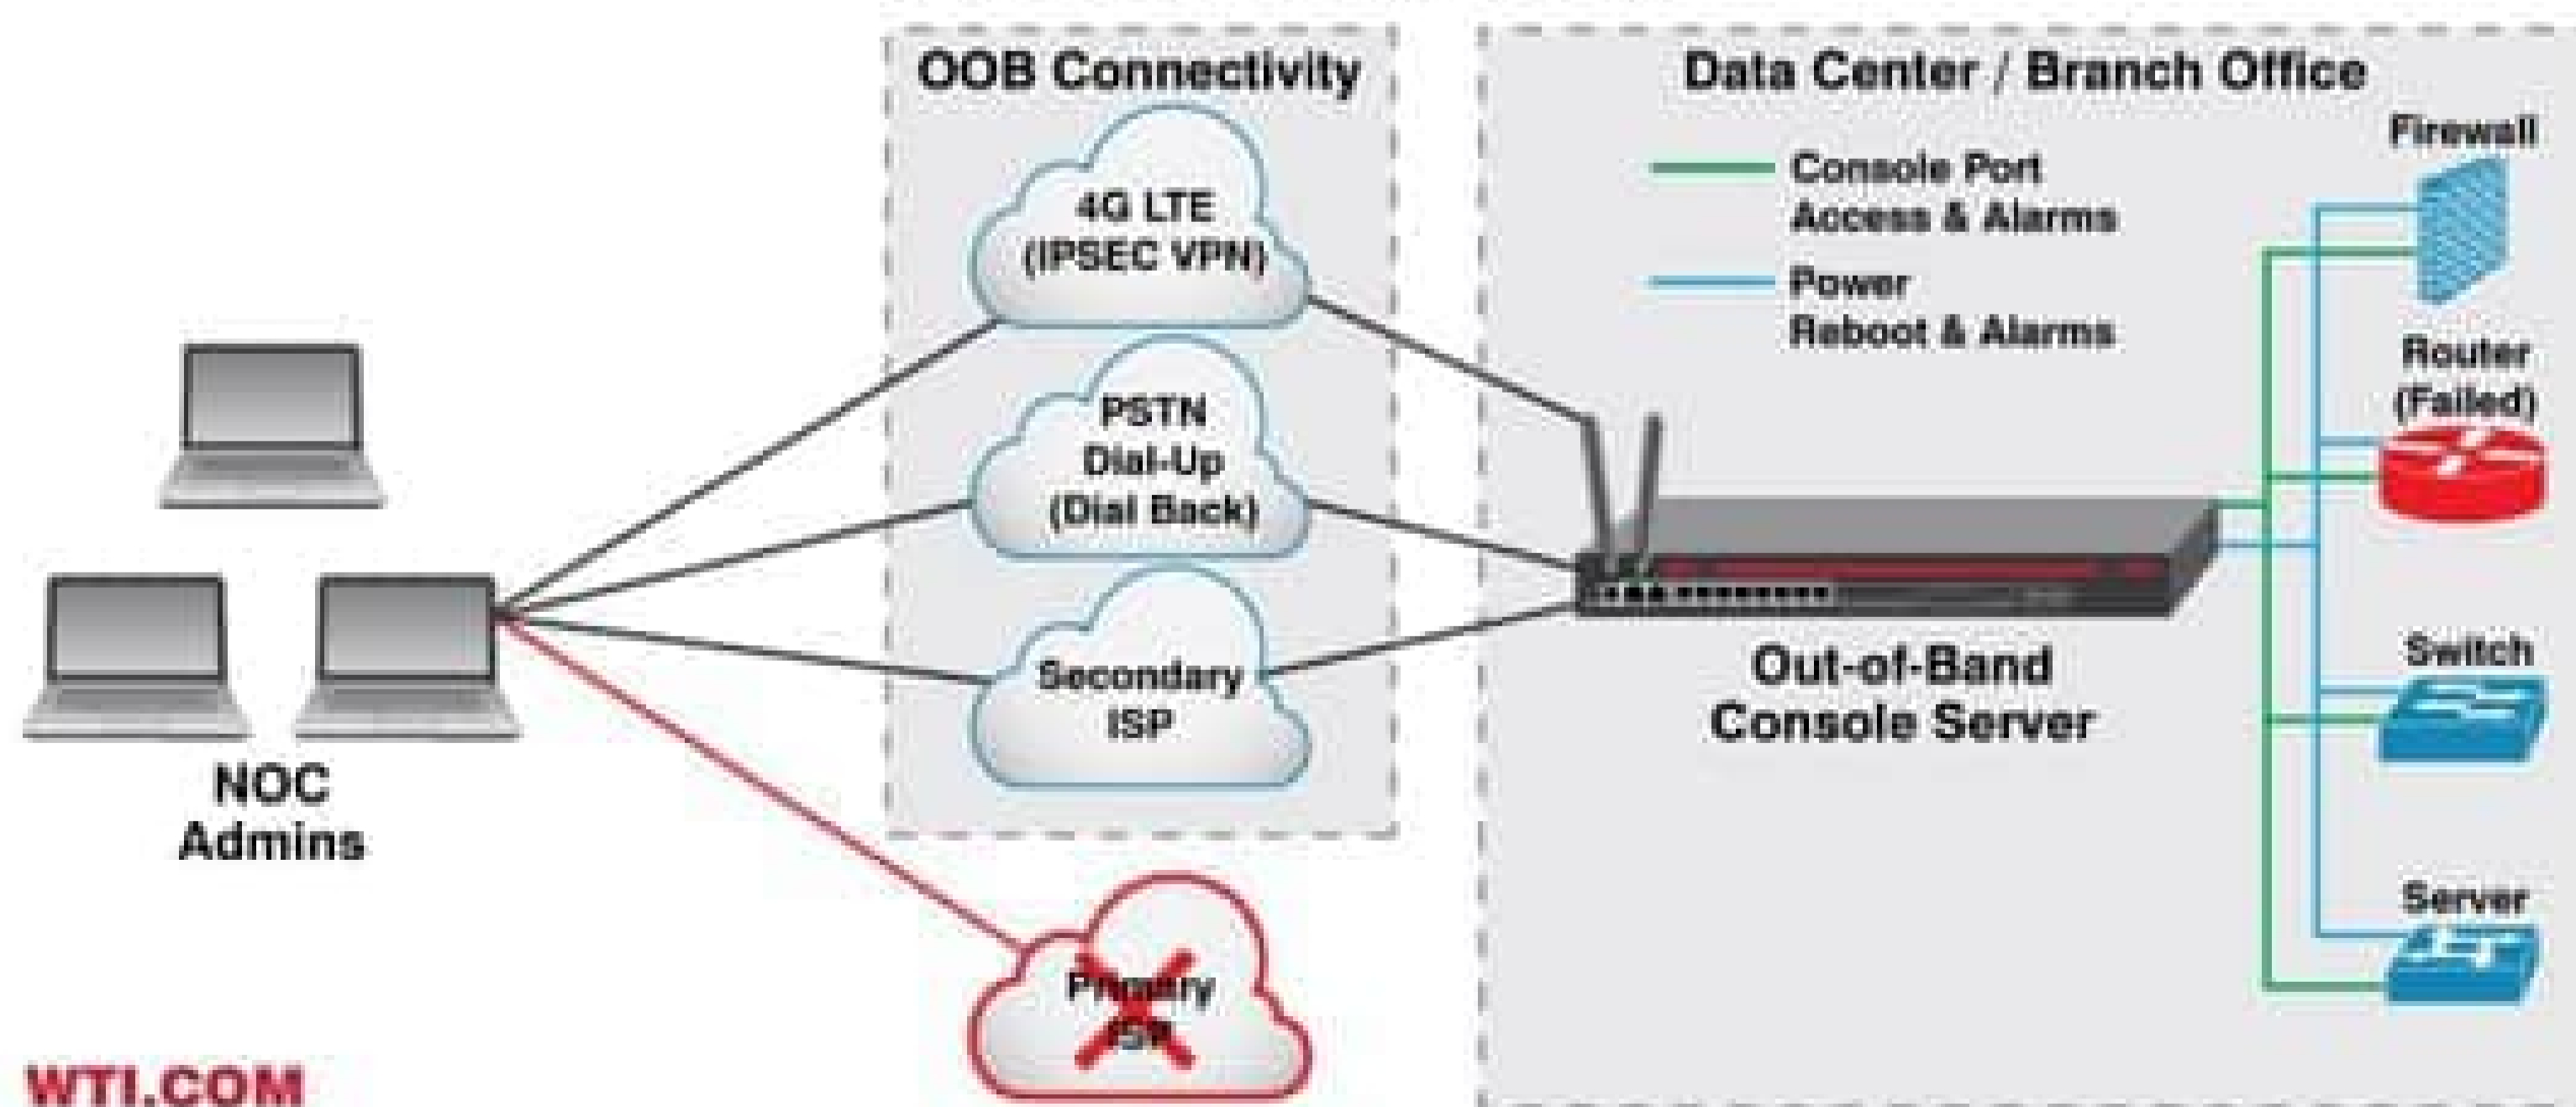 OOB Connectivity
4G LTE
(IPSEC VPN)
PSTN
Dial-Up
(Dial Back)
Secondary
ISP
Primary
ISP
NOC
Admins
WTI.COM
Data Center / Branch Office
Console Port
Access & Alarms
Power
Reboot & Alarms
Out-of-Band
Console Server
Firewall
Router
(Failed)
Switch
Server